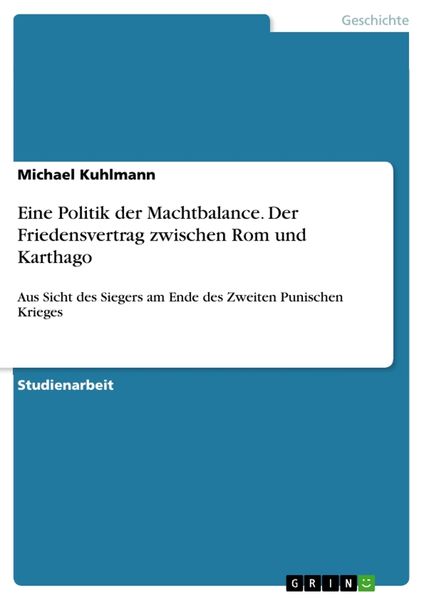 Geschichte
Michael Kuhlmann
Eine Politik der Machtbalance. Der
Friedensvertrag zwischen Rom und
Karthago
Aus Sicht des Siegers am Ende des Zweiten Punischen
Krieges
Studienarbeit
GRIN